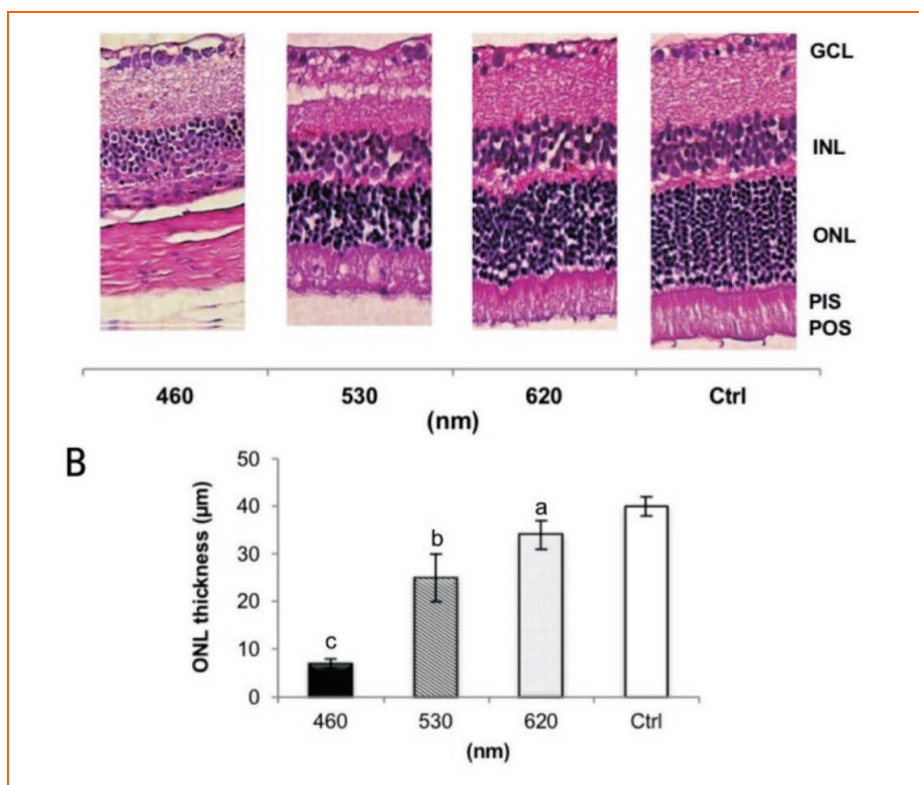 GCL
INL
ONL
PIS
POS
460 530 620 Ctrl
(nm)
B
50
40
30
20
10
0
ONL thickness (µm)
c
b
a
460 530 620 Ctrl
(nm)